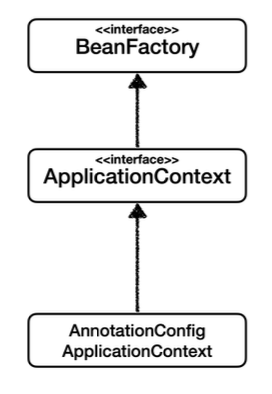 <<interface>>
BeanFactory
<<interface>>
ApplicationContext
AnnotationConfig
ApplicationContext